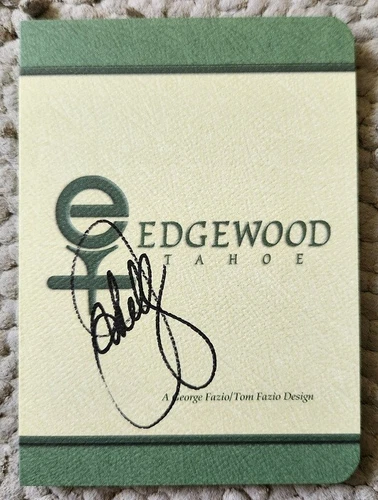 EDGEWOOD
TAHOE
A George Fazio/Tom Fazio Design